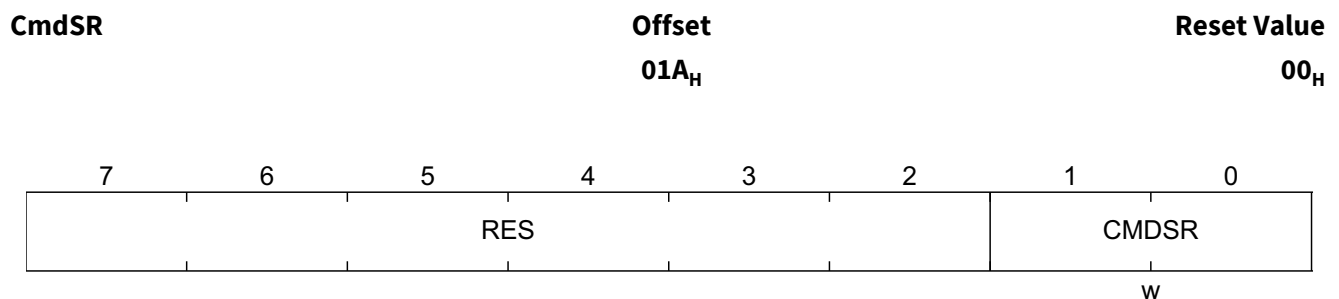 CmdSR Offset Reset Value
01AH 00H
7 6 5 4 3 2 1 0
RES CMDSR
w